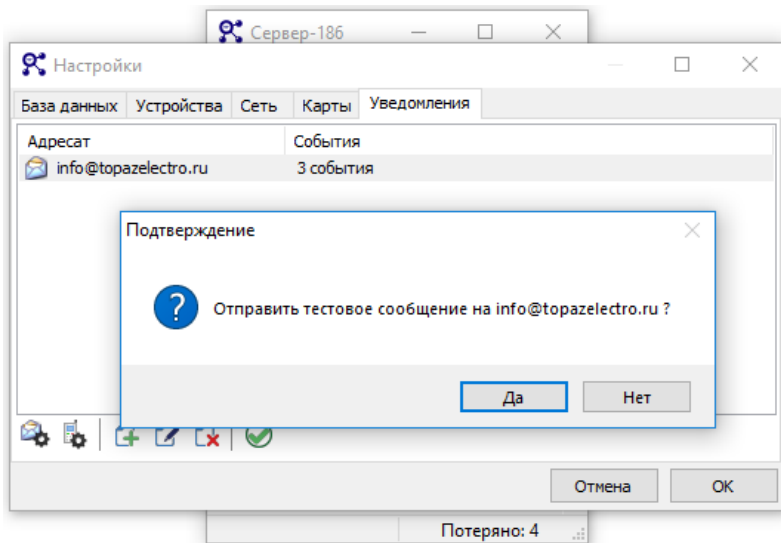 Сервер-186
Настройки
База данных Устройства Сеть Карты Уведомления
Адресат События
info@topazelectro.ru 3 события
Подтверждение
Отправить тестовое сообщение на info@topazelectro.ru ?
Да Нет
Отмена OK
Потеряно: 4